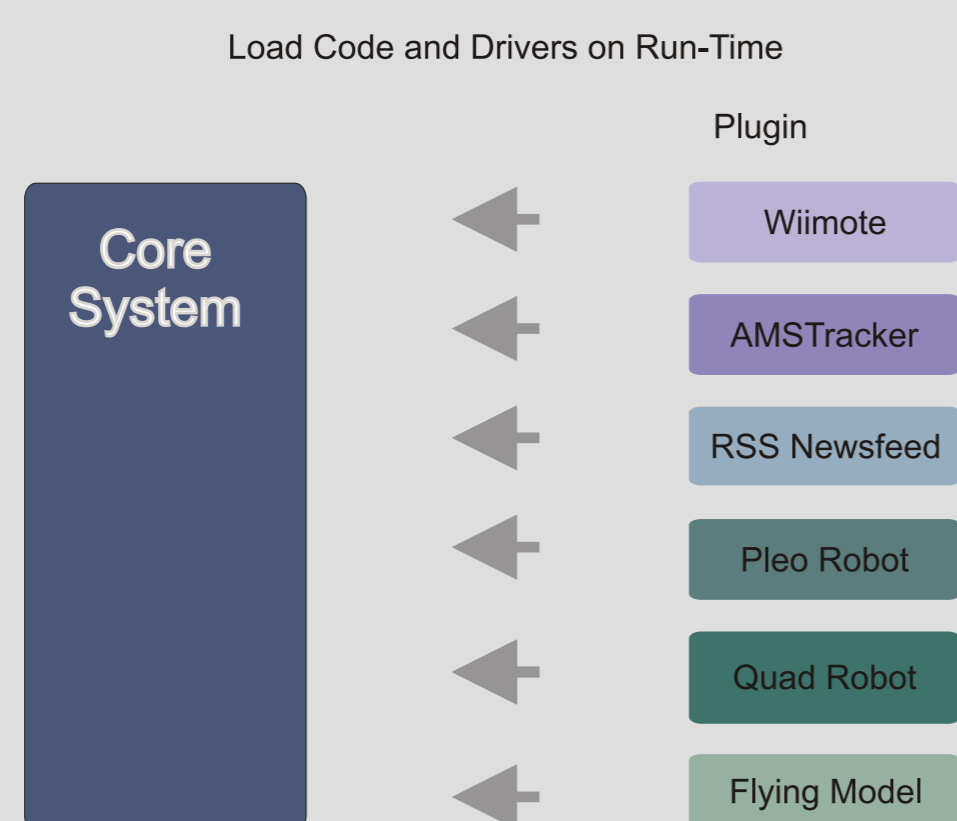 Load Code and Drivers on Run-Time
Plugin
Core
System
Wiimote
AMSTracker
RSS Newsfeed
Pleo Robot
Quad Robot
Flying Model